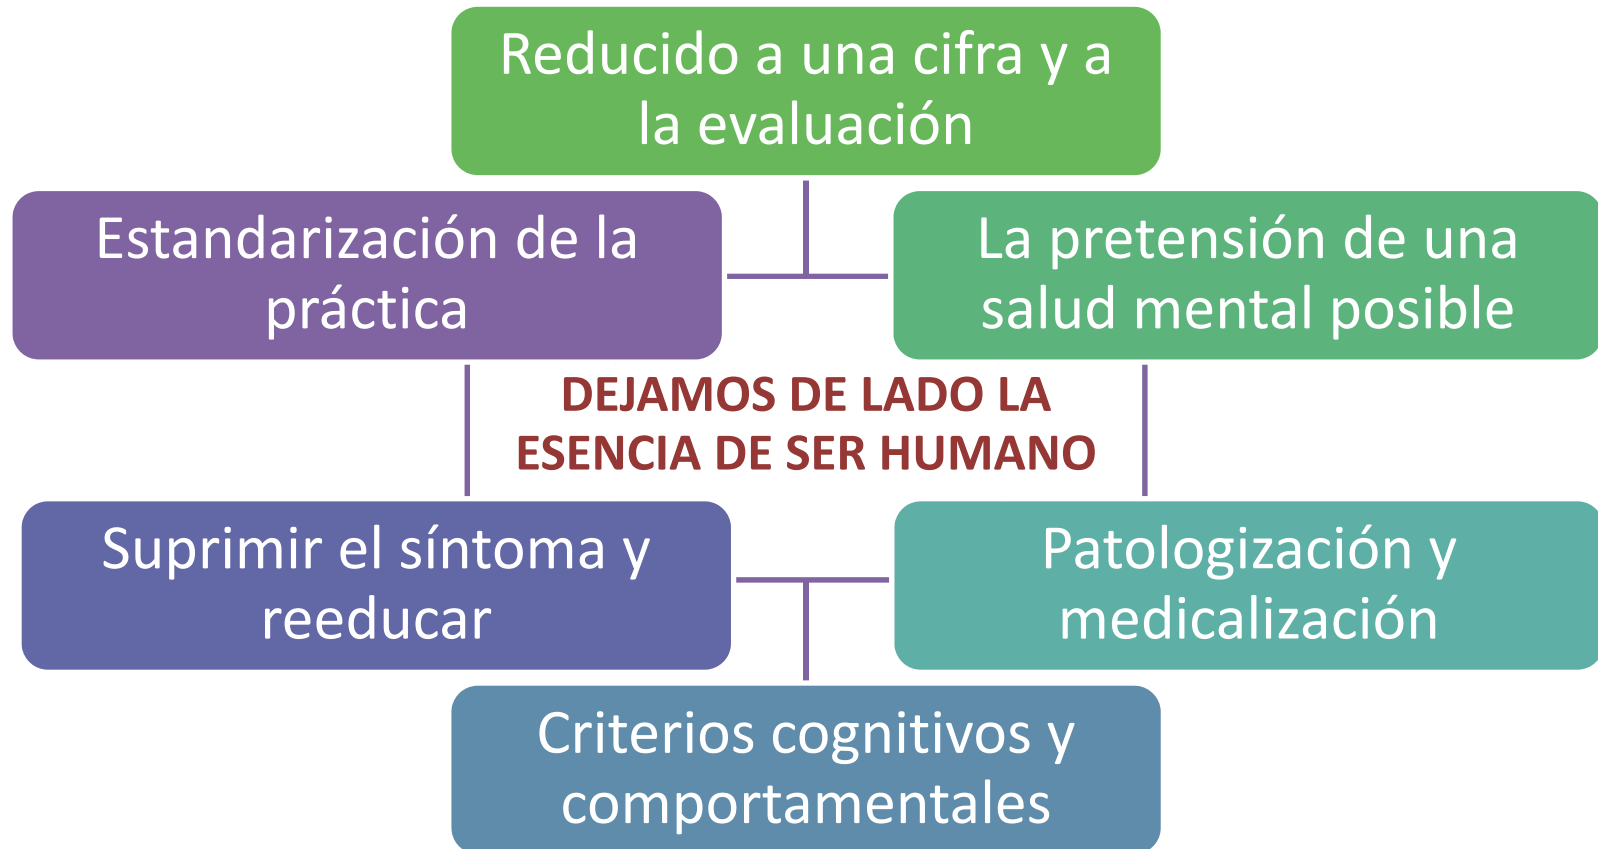 Reducido a una cifra y a
la evaluación
Estandarización de la
práctica
La pretensión de una
salud mental posible
DEJAMOS DE LADO LA
ESENCIA DE SER HUMANO
Suprimir el síntoma y
reeducar
Patologización y
medicalización
Criterios cognitivos y
comportamentales